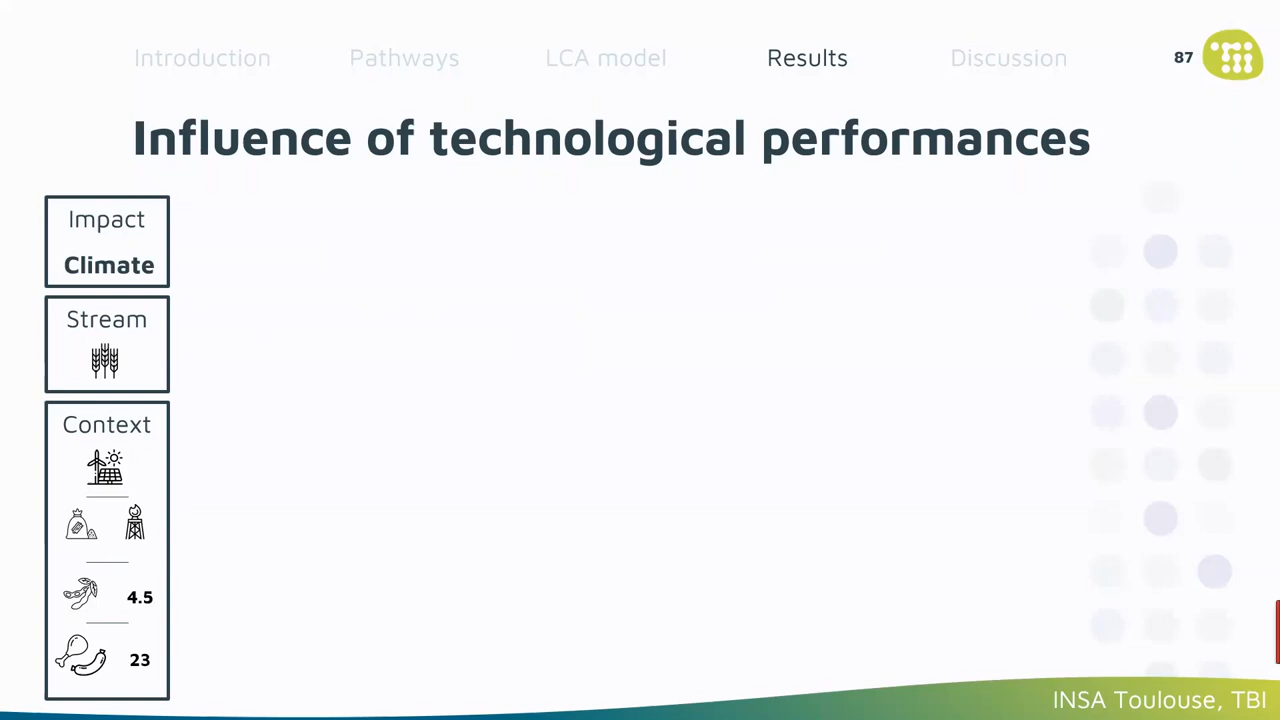 Introduction Pathways LCA model Results Discussion 87
Influence of technological performances
Impact
Climate
Stream
Context
4.5
23
INSA Toulouse, TBI